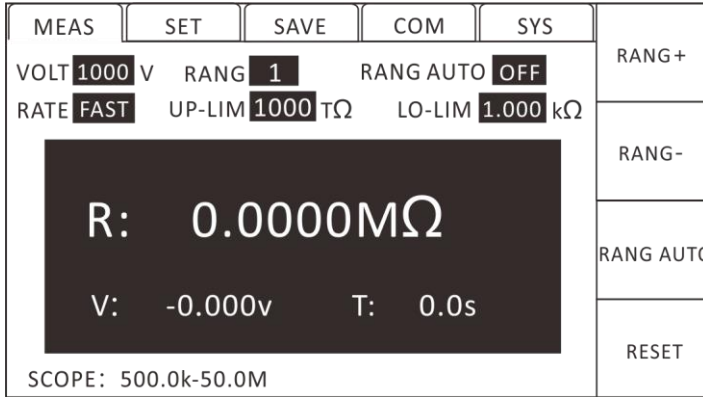 MEAS SET SAVE COM SYS
VOLT 1000 V RANG 1 RANG AUTO OFF
RATE FAST UP-LIM 1000 TΩ LO-LIM 1.000 kΩ
R: 0.0000MΩ
V: -0.000v T: 0.0s
SCOPE: 500.0k-50.0M
RANG+
RANG-
RANG AUTO
RESET